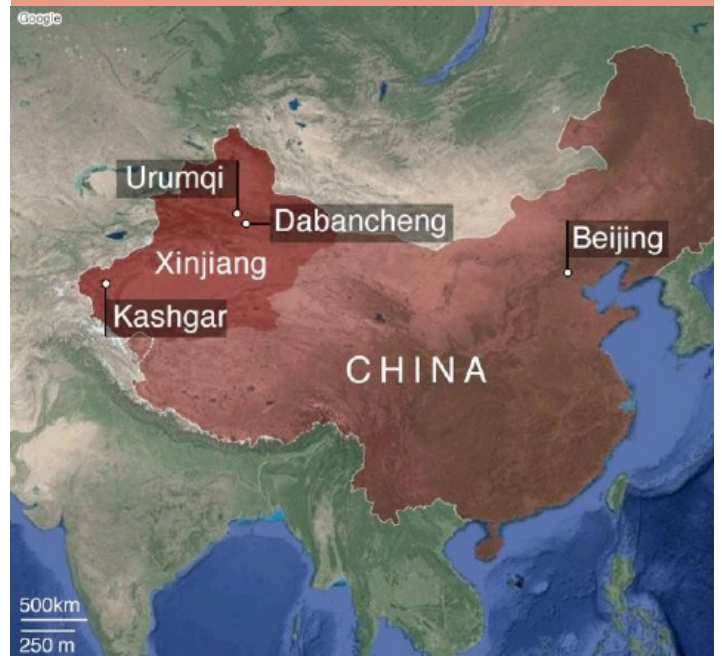 Google
Urumqi
Dabancheng
Beijing
Xinjiang
Kashgar
CHINA
500km
250 m